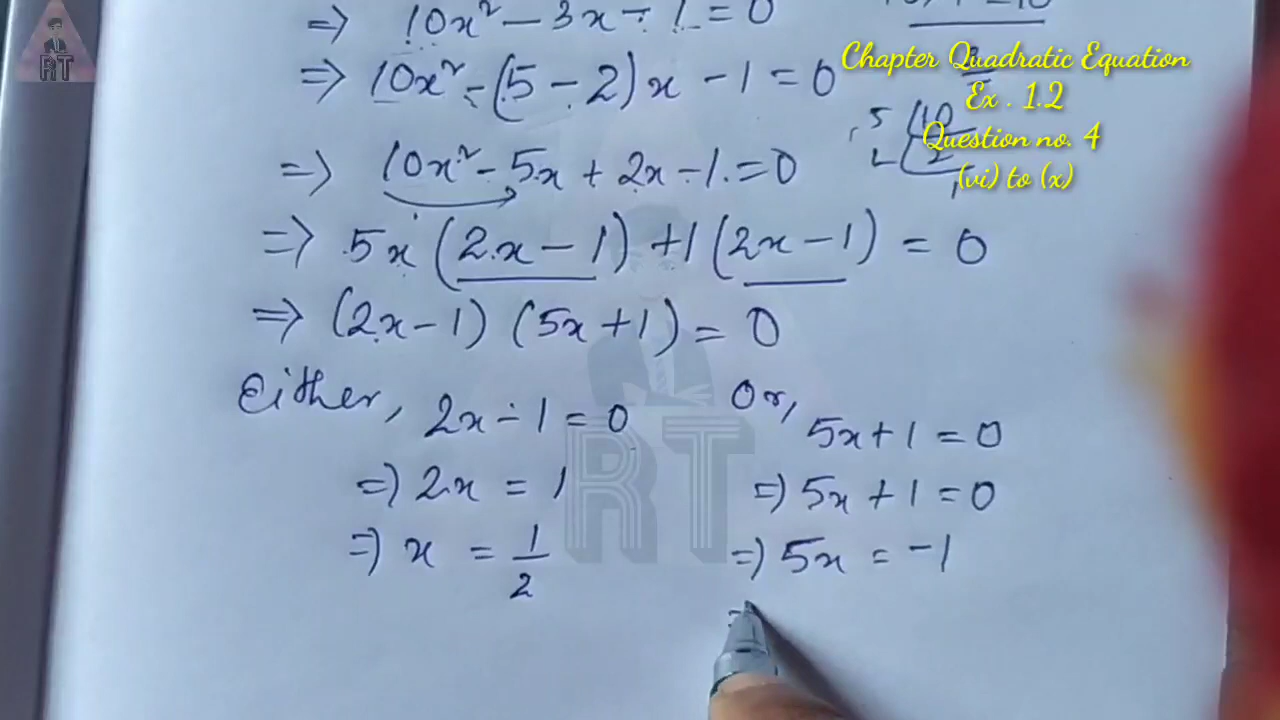 ⇒ 10x² − 3x − 1 = 0
⇒ 10x² − (5 − 2)x − 1 = 0
⇒ 10x² − 5x + 2x − 1 = 0
⇒ 5x (2x − 1) + 1 (2x − 1) = 0
⇒ (2x − 1) (5x + 1) = 0
Either, 2x − 1 = 0
⇒ 2x = 1
⇒ x = 1/2
Or, 5x + 1 = 0
⇒ 5x + 1 = 0
⇒ 5x = −1
Chapter Quadratic Equation
Ex . 1.2
Question no. 4
(vi) to (x)
RT
RT